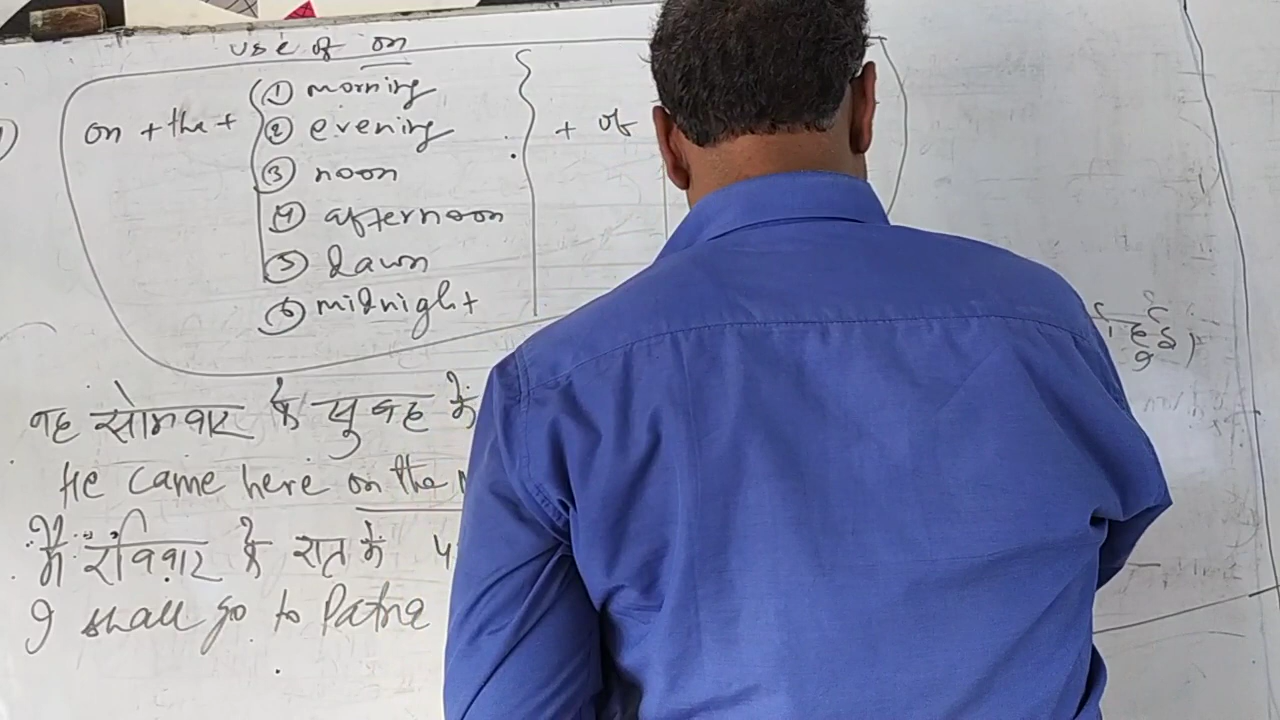 use of on
on + the +
① morning
② evening
③ noon
④ afternoon
⑤ dawn
⑥ midnight
+ of
वह सोमवार के सुबह में
He came here on the
मैं रविवार के रात में
I shall go to Patna